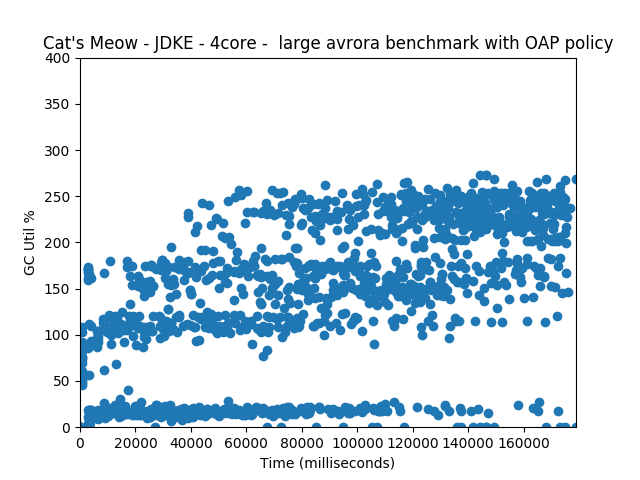 Cat's Meow - JDKE - 4core -  large avrora benchmark with OAP policy
400
350
300
250
200
150
100
50
0
GC Util %
0 20000 40000 60000 80000 100000 120000 140000 160000
Time (milliseconds)